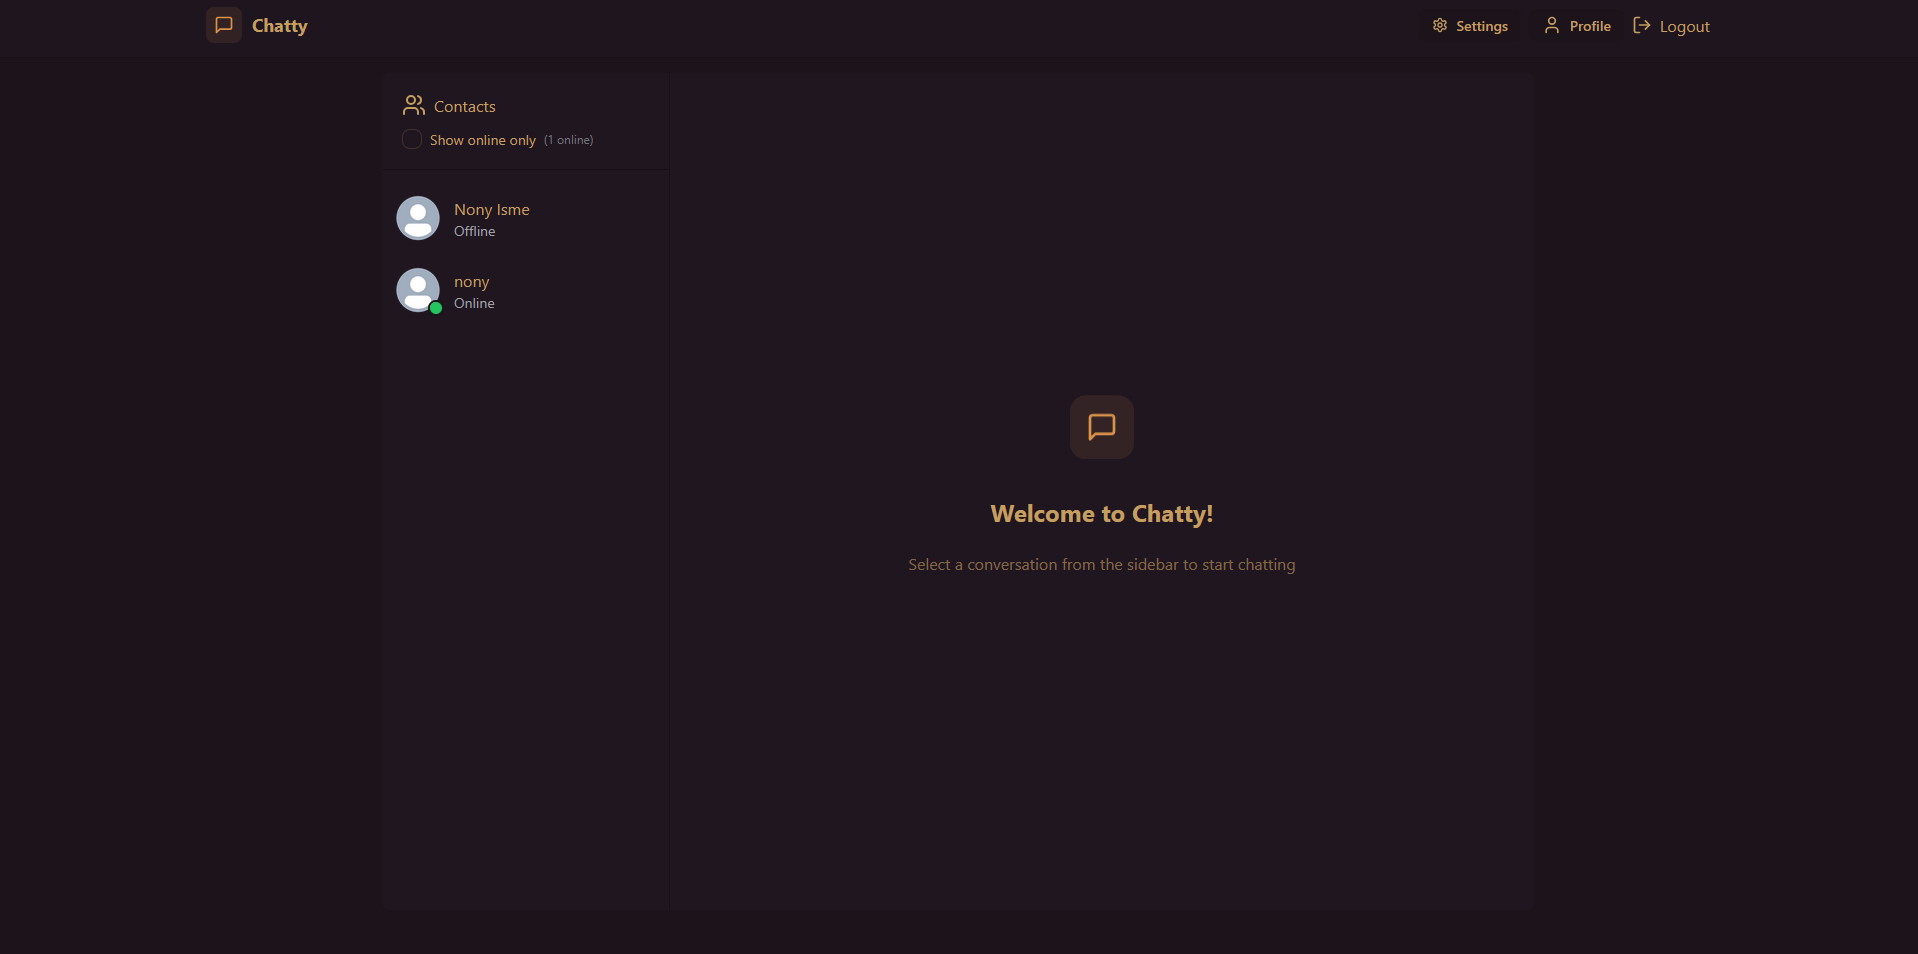 Chatty
Settings
Profile
Logout
Contacts
Show online only (1 online)
Nony Isme
Offline
nony
Online
Welcome to Chatty!
Select a conversation from the sidebar to start chatting